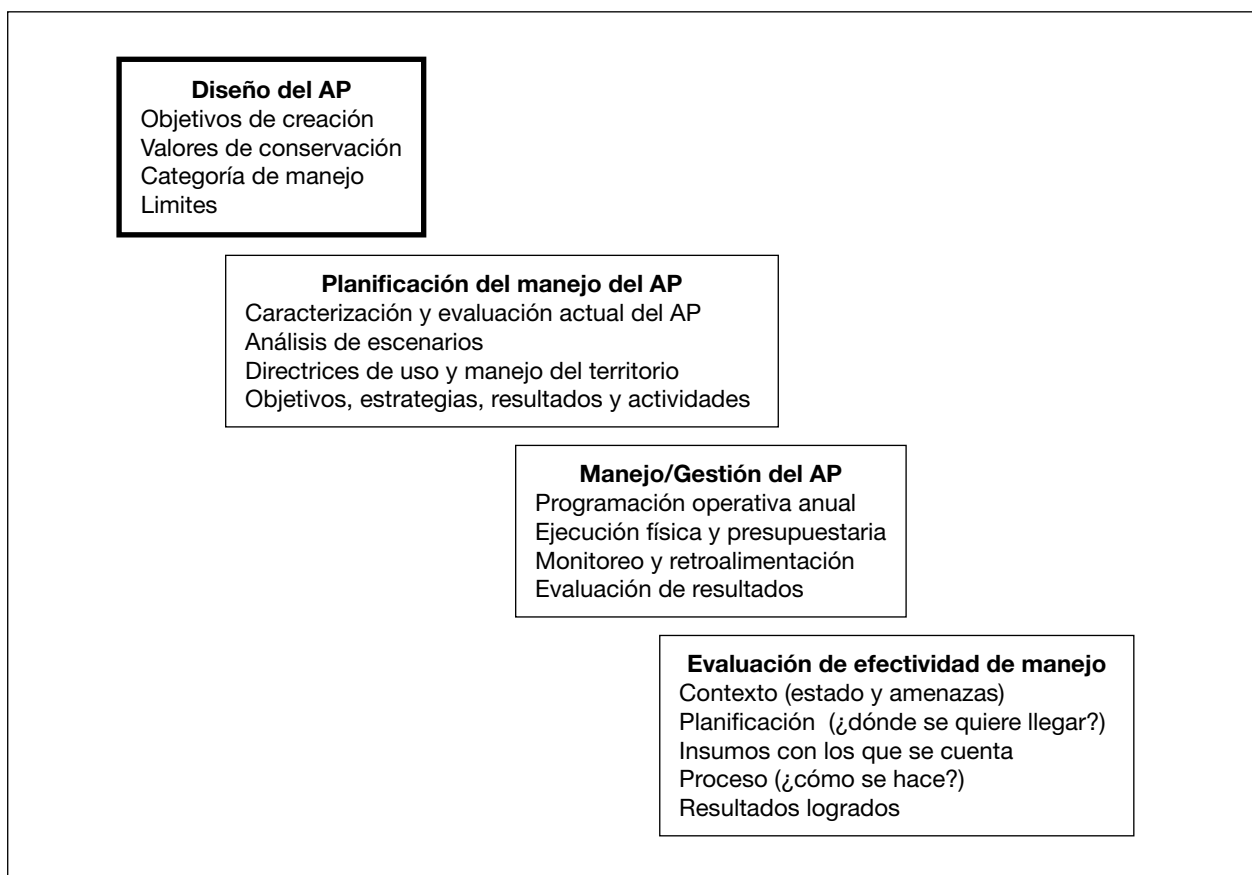 Diseño del AP
Objetivos de creación
Valores de conservación
Categoría de manejo
Limites
Planificación del manejo del AP
Caracterización y evaluación actual del AP
Análisis de escenarios
Directrices de uso y manejo del territorio
Objetivos, estrategias, resultados y actividades
Manejo/Gestión del AP
Programación operativa anual
Ejecución física y presupuestaria
Monitoreo y retroalimentación
Evaluación de resultados
Evaluación de efectividad de manejo
Contexto (estado y amenazas)
Planificación  (¿dónde se quiere llegar?)
Insumos con los que se cuenta
Proceso (¿cómo se hace?)
Resultados logrados